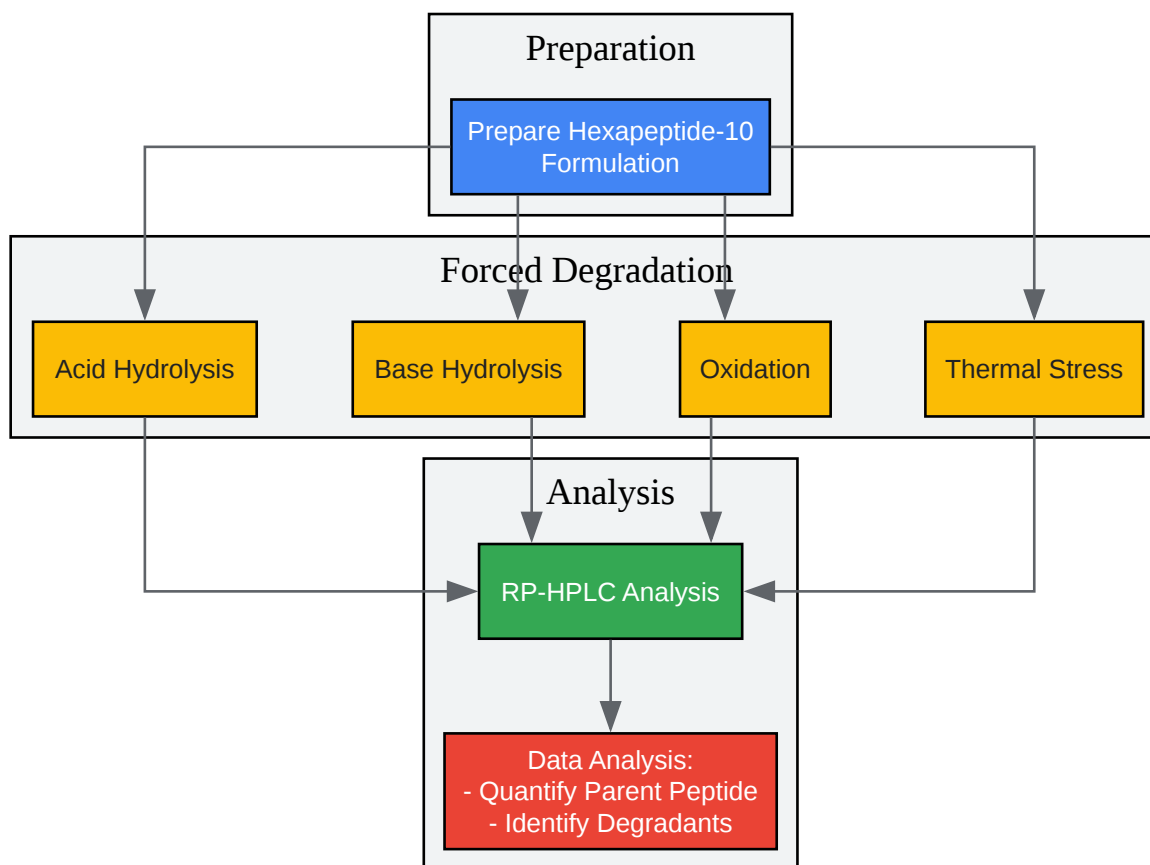 Preparation
Prepare Hexapeptide-10
Formulation
Forced Degradation
Acid Hydrolysis
Base Hydrolysis
Oxidation
Thermal Stress
Analysis
RP-HPLC Analysis
Data Analysis:
- Quantify Parent Peptide
- Identify Degradants